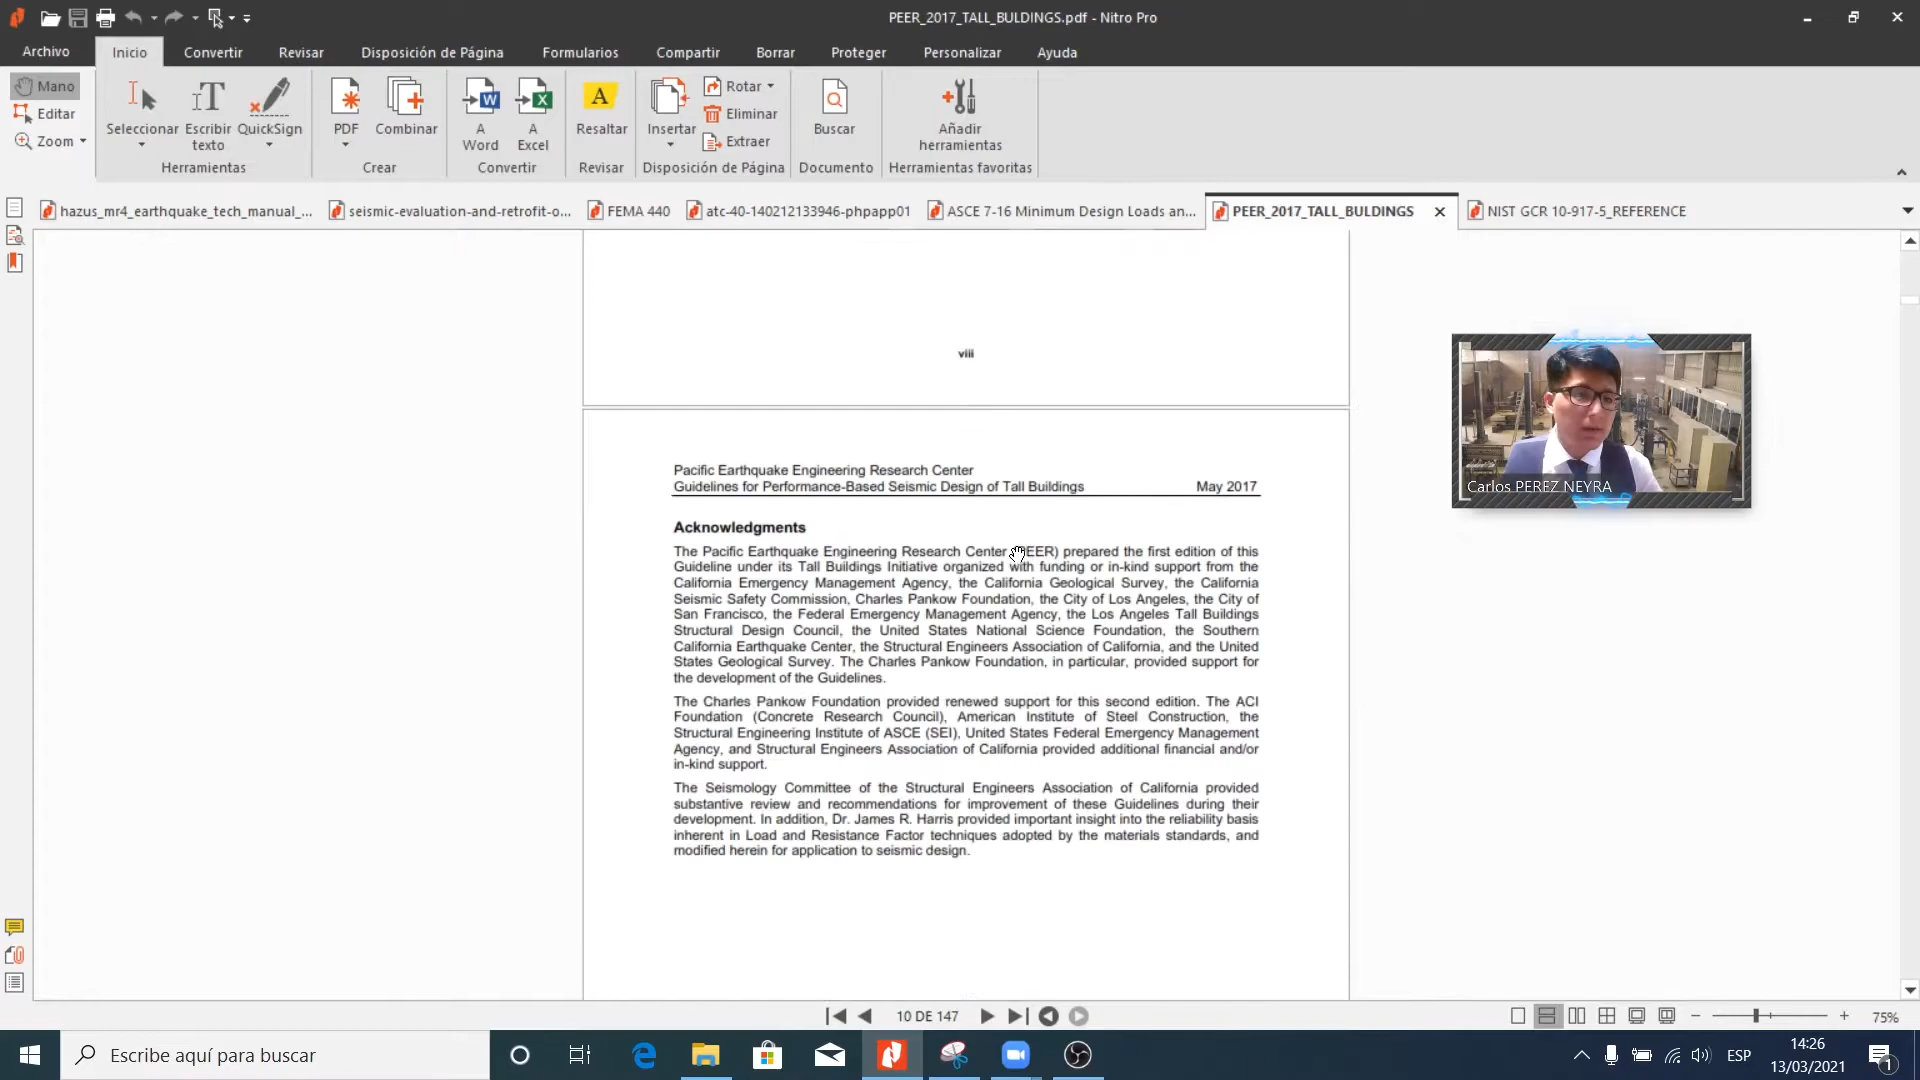 PEER_2017_TALL_BULDINGS.pdf - Nitro Pro
Archivo
Inicio
Convertir
Revisar
Disposición de Página
Formularios
Compartir
Borrar
Proteger
Personalizar
Ayuda
Mano
Editar
Zoom
Seleccionar
Escribir
texto
QuickSign
Herramientas
PDF
Combinar
Crear
A
Word
A
Excel
Convertir
Resaltar
Revisar
Insertar
Rotar
Eliminar
Extraer
Disposición de Página
Buscar
Documento
Añadir
herramientas
Herramientas favoritas
hazus_mr4_earthquake_tech_manual_...
seismic-evaluation-and-retrofit-o...
FEMA 440
atc-40-140212133946-phpapp01
ASCE 7-16 Minimum Design Loads an...
PEER_2017_TALL_BULDINGS
NIST GCR 10-917-5_REFERENCE
viii
Pacific Earthquake Engineering Research Center
Guidelines for Performance-Based Seismic Design of Tall Buildings May 2017
Acknowledgments
The Pacific Earthquake Engineering Research Center (PEER) prepared the first edition of this
Guideline under its Tall Buildings Initiative organized with funding or in-kind support from the
California Emergency Management Agency, the California Geological Survey, the California
Seismic Safety Commission, Charles Pankow Foundation, the City of Los Angeles, the City of
San Francisco, the Federal Emergency Management Agency, the Los Angeles Tall Buildings
Structural Design Council, the United States National Science Foundation, the Southern
California Earthquake Center, the Structural Engineers Association of California, and the United
States Geological Survey. The Charles Pankow Foundation, in particular, provided support for
the development of the Guidelines.
The Charles Pankow Foundation provided renewed support for this second edition. The ACI
Foundation (Concrete Research Council), American Institute of Steel Construction, the
Structural Engineering Institute of ASCE (SEI), United States Federal Emergency Management
Agency, and Structural Engineers Association of California provided additional financial and/or
in-kind support.
The Seismology Committee of the Structural Engineers Association of California provided
substantive review and recommendations for improvement of these Guidelines during their
development. In addition, Dr. James R. Harris provided important insight into the reliability basis
inherent in Load and Resistance Factor techniques adopted by the materials standards, and
modified herein for application to seismic design.
Carlos PEREZ NEYRA
10 DE 147
75%
Escribe aquí para buscar
ESP
14:26
13/03/2021
1